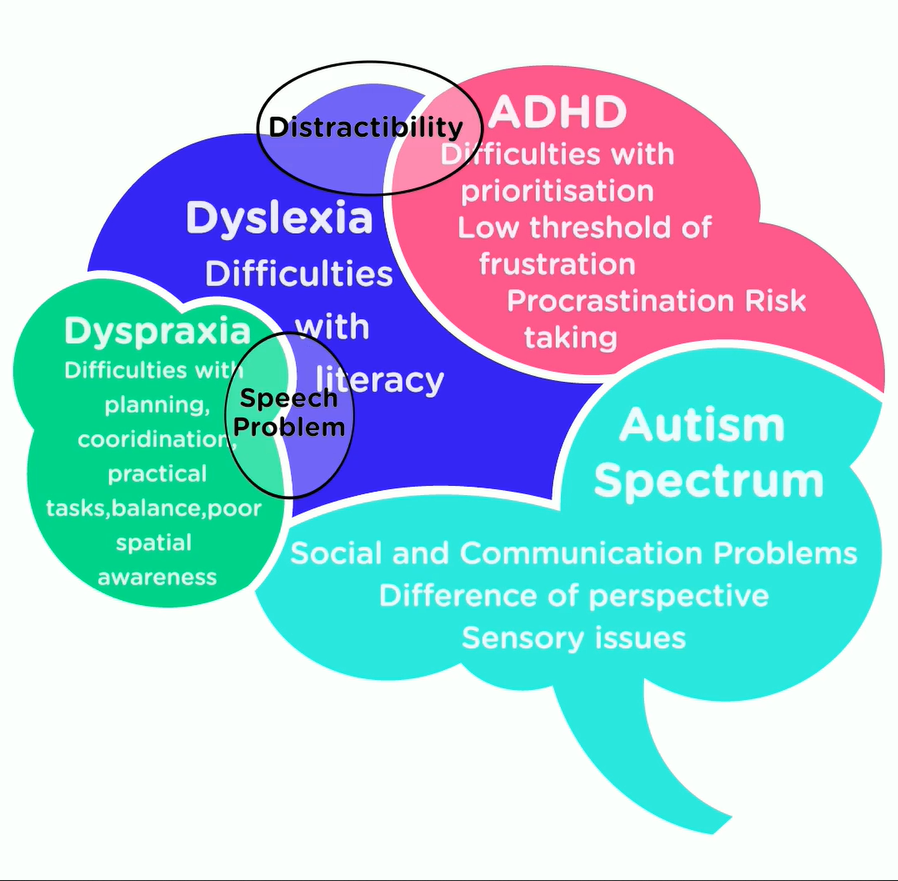 Distractibility
ADHD
Difficulties with
prioritisation
Low threshold of
frustration
Procrastination Risk
taking
Dyslexia
Difficulties
with
literacy
Dyspraxia
Difficulties with
planning,
cooridination,
practical
tasks,balance,poor
spatial
awareness
Speech
Problem
Autism
Spectrum
Social and Communication Problems
Difference of perspective
Sensory issues